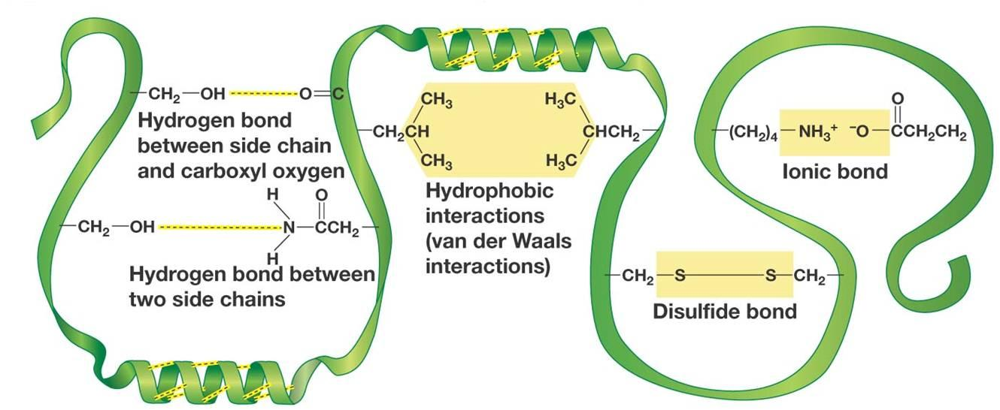 CH₂—OH O=C
Hydrogen bond
between side chain
and carboxyl oxygen
H O
CH₂—OH N—CCH₂
H
Hydrogen bond between
two side chains
CH₃ H₃C
CH₂CH CHCH₂
CH₃ H₃C
Hydrophobic
interactions
(van der Waals
interactions)
O
(CH₂)₄—NH₃⁺ ⁻O—CCH₂CH₂
Ionic bond
CH₂—S—S—CH₂
Disulfide bond